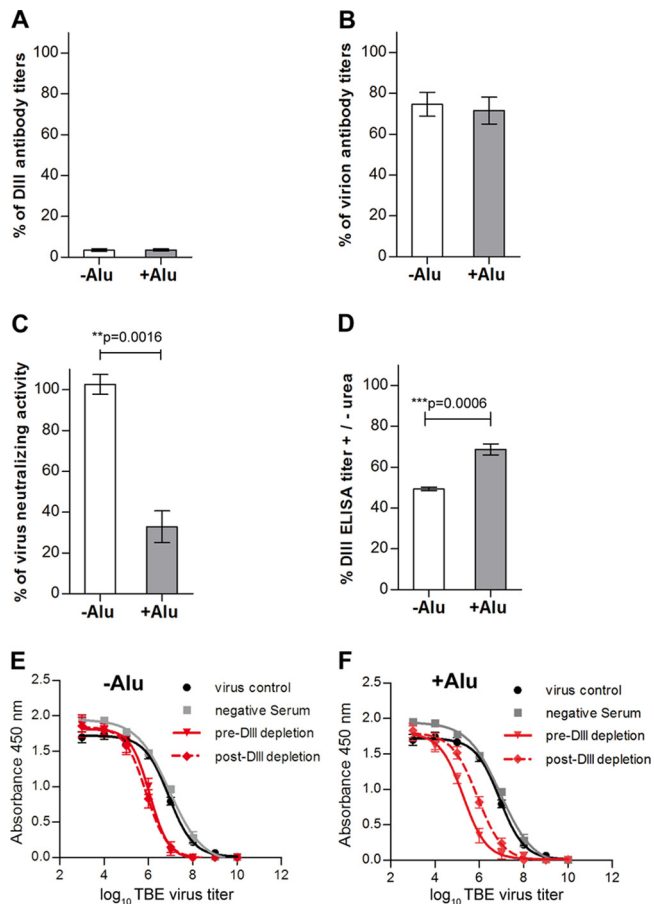 A
% of DIII antibody titers
100
80
60
40
20
0
-Alu
+Alu
B
% of virion antibody titers
100
80
60
40
20
0
-Alu
+Alu
C
**p=0.0016
% of virus neutralizing activity
100
80
60
40
20
0
-Alu
+Alu
D
***p=0.0006
% DIII ELISA titer + / - urea
100
80
60
40
20
0
-Alu
+Alu
E
-Alu
Absorbance 450 nm
2.5
2.0
1.5
1.0
0.5
0.0
2 4 6 8 10 12
log10 TBE virus titer
virus control
negative Serum
pre-DIII depletion
post-DIII depletion
F
+Alu
Absorbance 450 nm
2.5
2.0
1.5
1.0
0.5
0.0
2 4 6 8 10 12
log10 TBE virus titer
virus control
negative Serum
pre-DIII depletion
post-DIII depletion